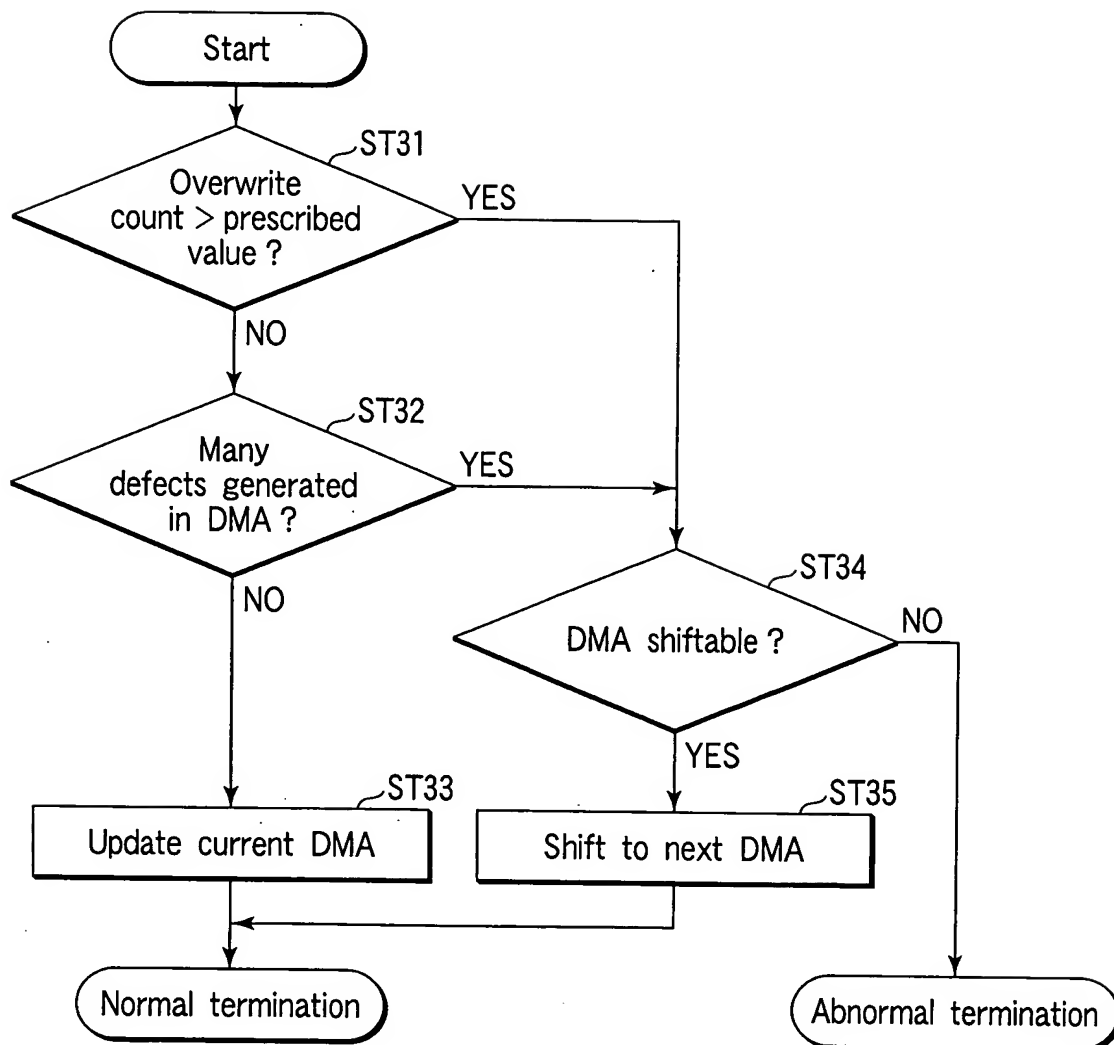 Start
ST31
Overwrite
count > prescribed
value ?
YES
NO
ST32
Many
defects generated
in DMA ?
YES
NO
ST34
DMA shiftable ?
NO
YES
ST33
Update current DMA
ST35
Shift to next DMA
Normal termination
Abnormal termination